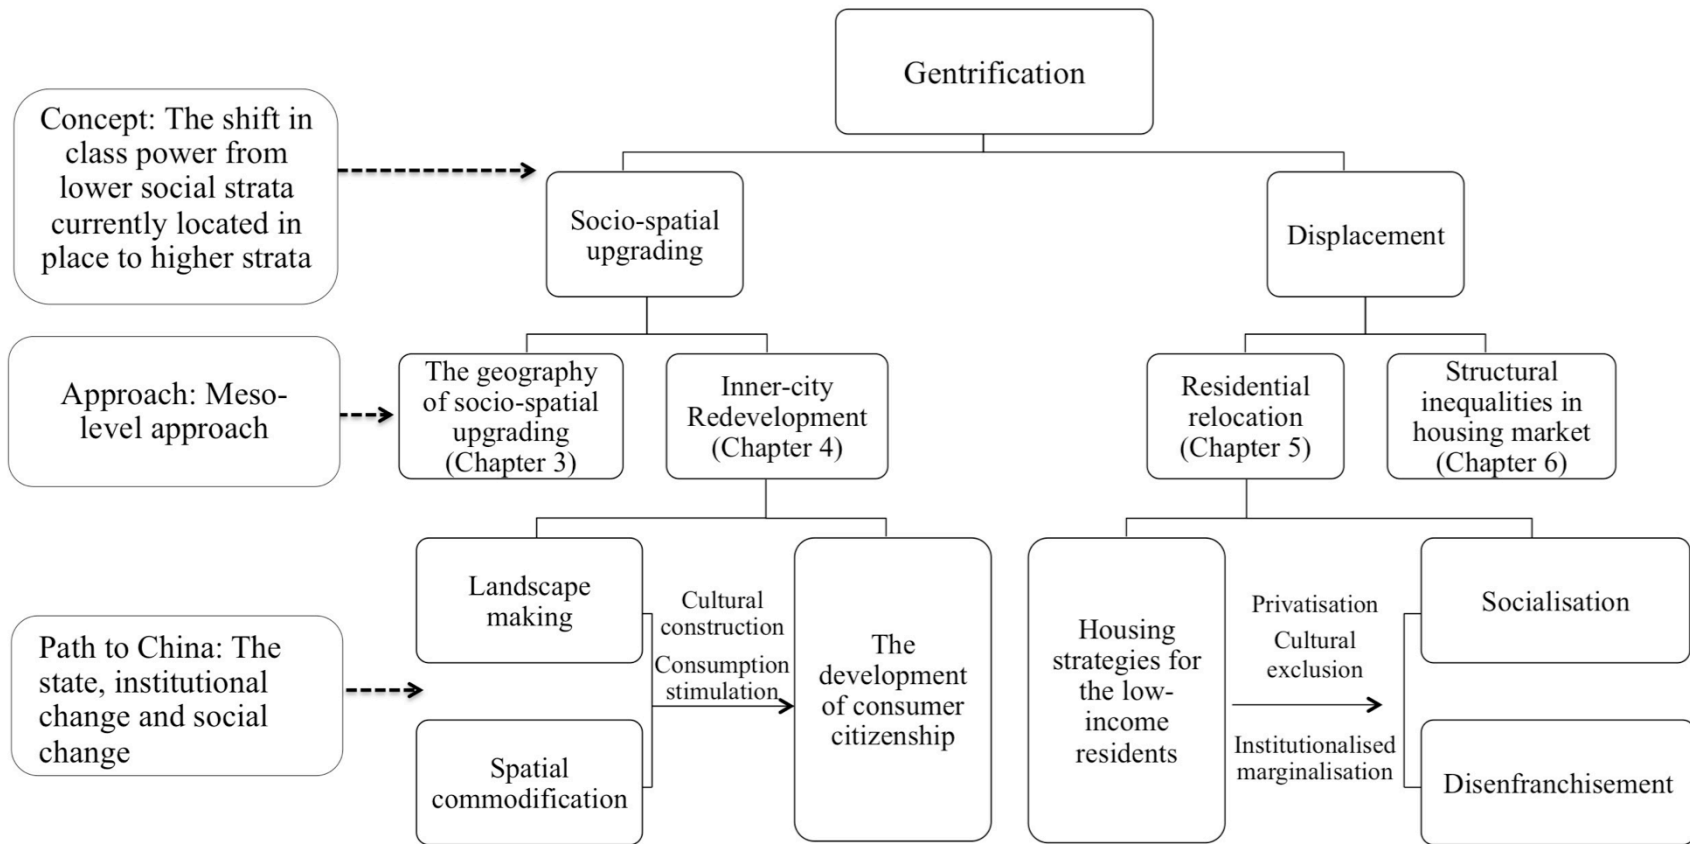 Gentrification
Concept: The shift in
class power from
lower social strata
currently located in
place to higher strata
Socio-spatial
upgrading
Displacement
Approach: Meso-
level approach
The geography
of socio-spatial
upgrading
(Chapter 3)
Inner-city
Redevelopment
(Chapter 4)
Residential
relocation
(Chapter 5)
Structural
inequalities in
housing market
(Chapter 6)
Path to China: The
state, institutional
change and social
change
Landscape
making
Spatial
commodification
Cultural
construction
Consumption
stimulation
The
development
of consumer
citizenship
Housing
strategies for
the low-
income
residents
Privatisation
Cultural
exclusion
Institutionalised
marginalisation
Socialisation
Disenfranchisement